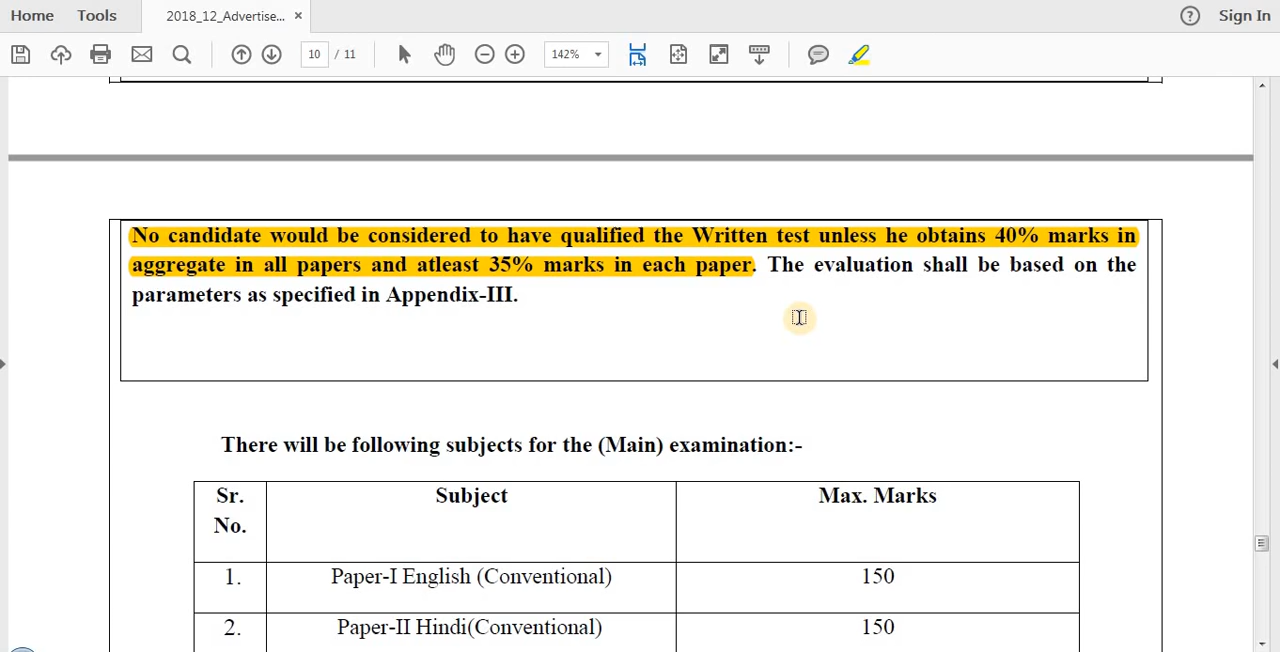 Home Tools 2018_12_Advertise... × ? Sign In
10 / 11 142%
No candidate would be considered to have qualified the Written test unless he obtains 40% marks in
aggregate in all papers and atleast 35% marks in each paper. The evaluation shall be based on the
parameters as specified in Appendix-III.
There will be following subjects for the (Main) examination:-
Sr. Subject Max. Marks
No.
1. Paper-I English (Conventional) 150
2. Paper-II Hindi(Conventional) 150